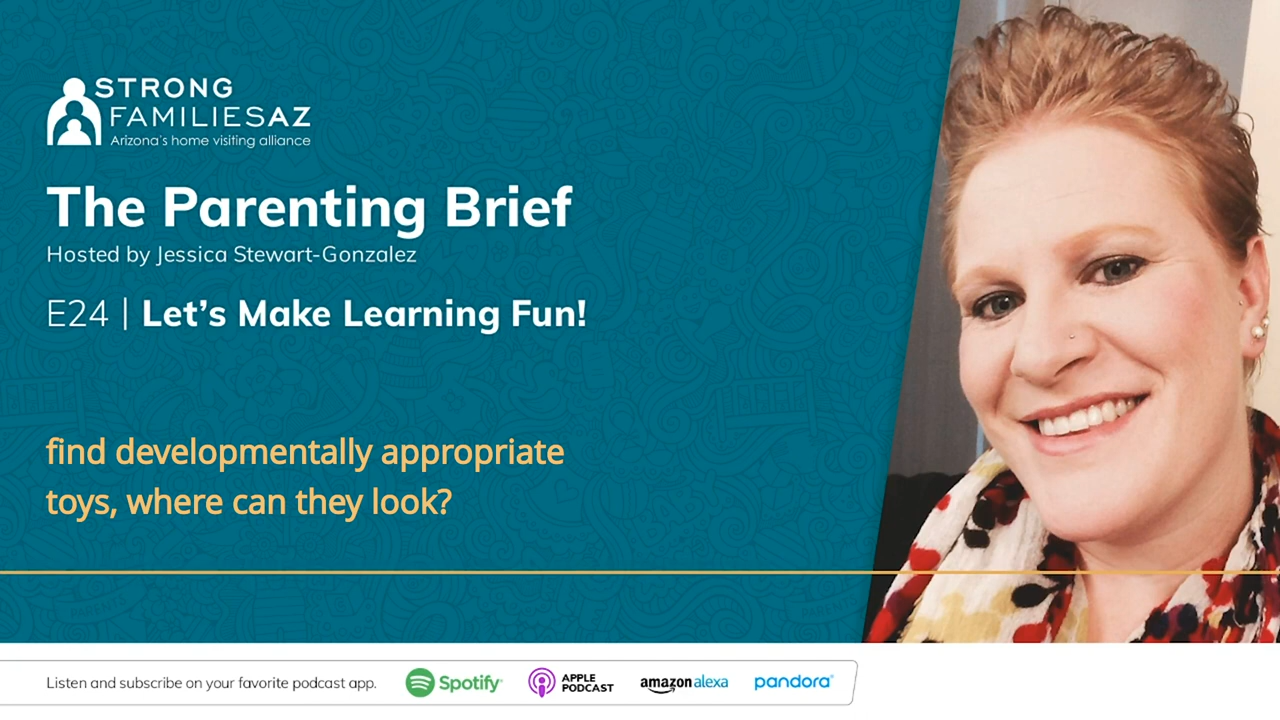 STRONG
FAMILIESAZ
Arizona's home visiting alliance
The Parenting Brief
Hosted by Jessica Stewart-Gonzalez
E24 | Let's Make Learning Fun!
find developmentally appropriate
toys, where can they look?
Listen and subscribe on your favorite podcast app.
Spotify
APPLE
PODCAST
amazon alexa
pandora